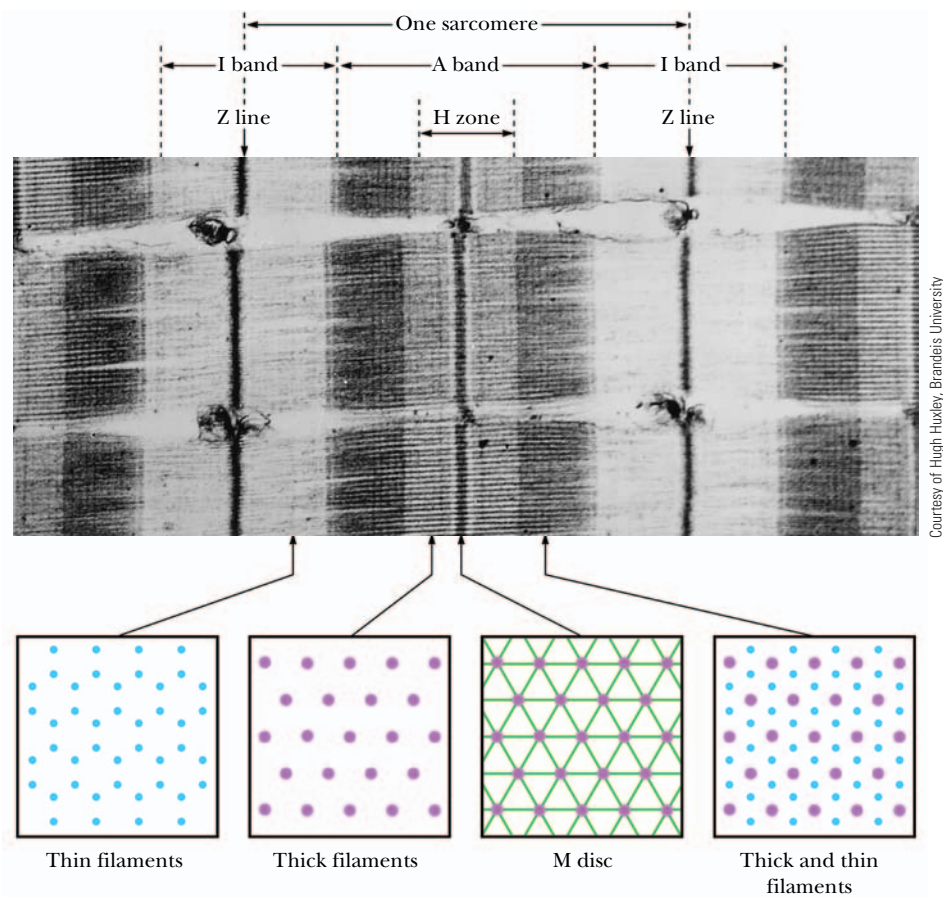 One sarcomere
I band
A band
I band
Z line
H zone
Z line
Courtesy of Hugh Huxley, Brandeis University
Thin filaments
Thick filaments
M disc
Thick and thin
filaments